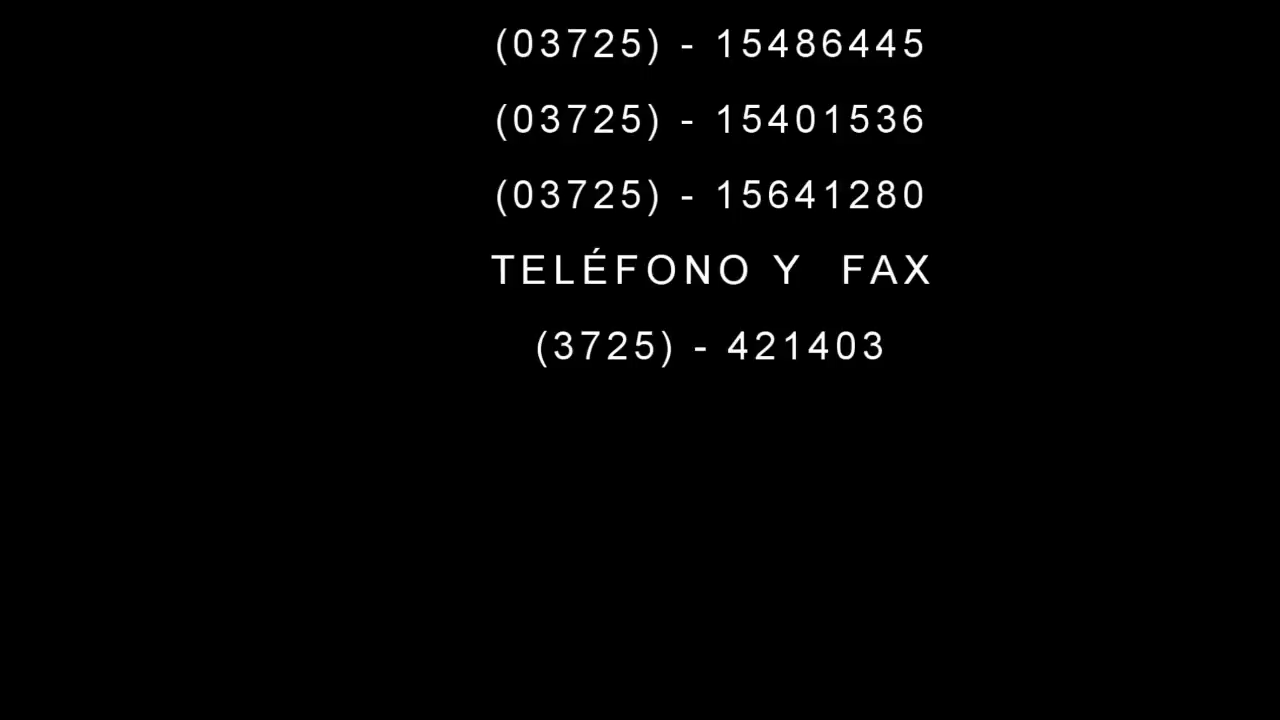 (03725) - 15486445
(03725) - 15401536
(03725) - 15641280
TELÉFONO Y  FAX
(3725) - 421403